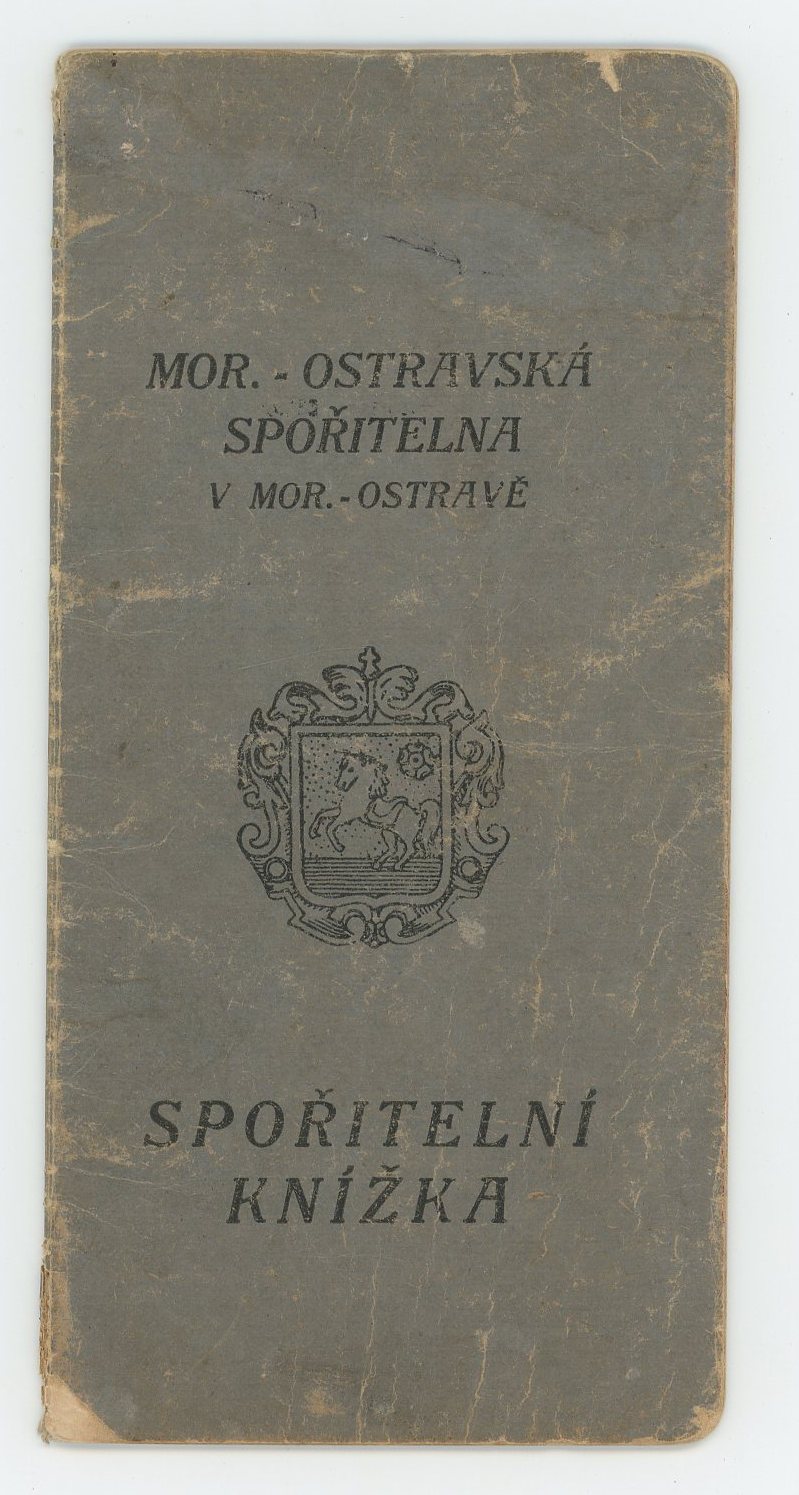 MOR. - OSTRAVSKÁ
SPOŘITELNA
V MOR. - OSTRAVĚ
SPOŘITELNÍ
KNÍŽKA